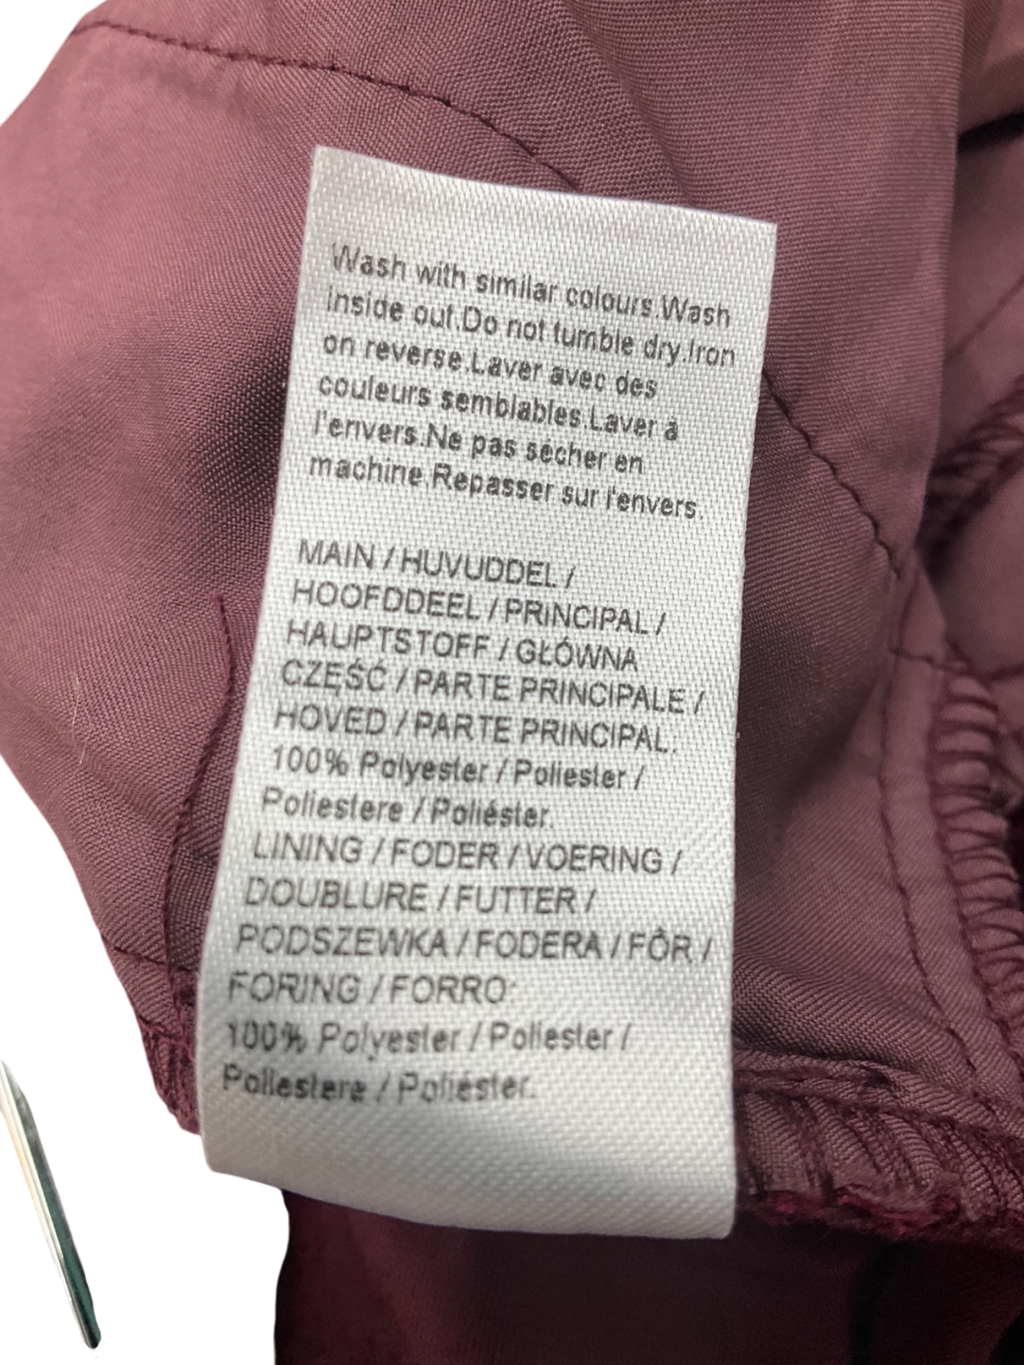 Wash with similar colours.Wash
inside out.Do not tumble dry.Iron
on reverse.Laver avec des
couleurs semblables.Laver à
l'envers.Ne pas sécher en
machine.Repasser sur l'envers.
MAIN / HUVUDDEL /
HOOFDDEEL / PRINCIPAL /
HAUPTSTOFF / GŁÓWNA
CZĘŚĆ / PARTE PRINCIPALE /
HOVED / PARTE PRINCIPAL:
100% Polyester / Poliester /
Poliestere / Poliéster.
LINING / FODER / VOERING /
DOUBLURE / FUTTER /
PODSZEWKA / FODERA / FÔR /
FORING / FORRO:
100% Polyester / Poliester /
Poliestere / Poliéster.